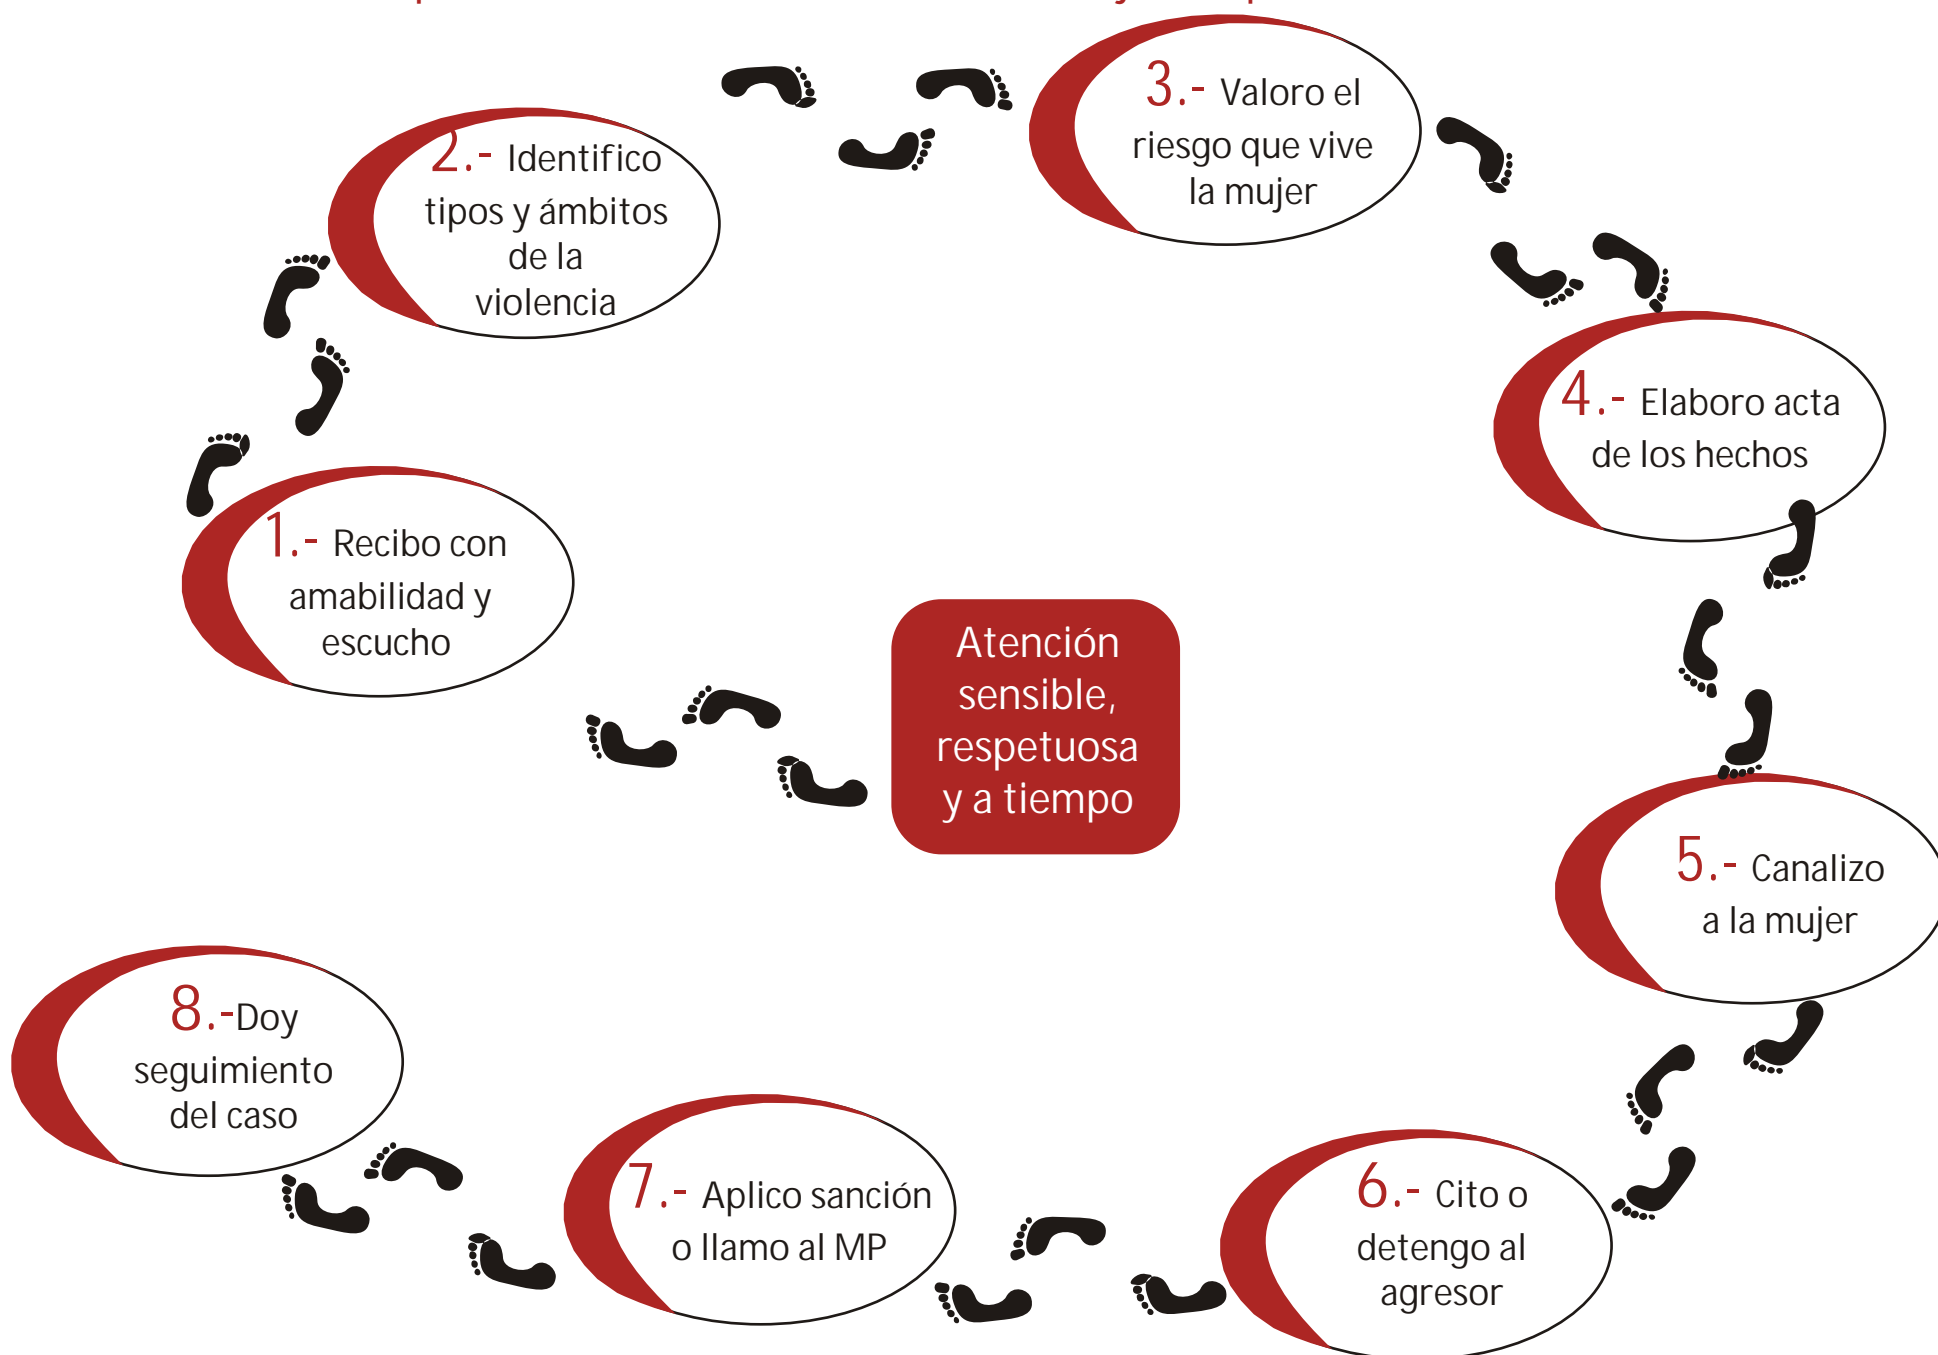 1.- Recibo con
amabilidad y
escucho
2.- Identifico
tipos y ámbitos
de la
violencia
3.- Valoro el
riesgo que vive
la mujer
4.- Elaboro acta
de los hechos
5.- Canalizo
a la mujer
6.- Cito o
detengo al
agresor
7.- Aplico sanción
o llamo al MP
8.-Doy
seguimiento
del caso
Atención
sensible,
respetuosa
y a tiempo